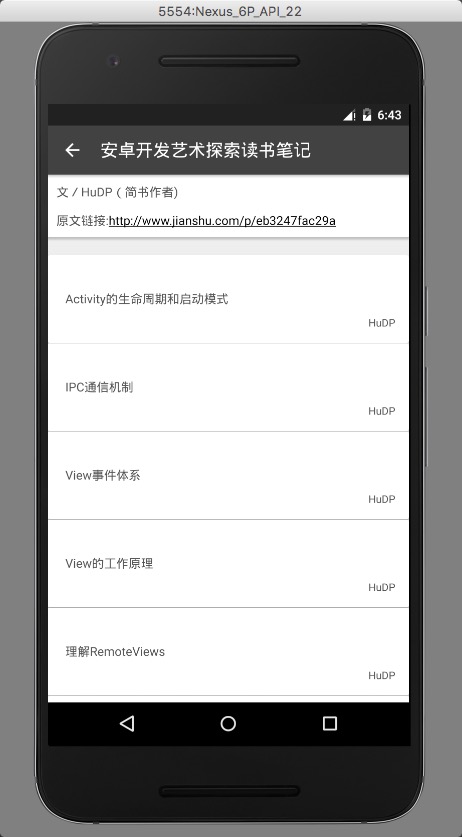 5554:Nexus_6P_API_22
6:43
安卓开发艺术探索读书笔记
文 / HuDP ( 简书作者)
原文链接:http://www.jianshu.com/p/eb3247fac29a
Activity的生命周期和启动模式
HuDP
IPC通信机制
HuDP
View事件体系
HuDP
View的工作原理
HuDP
理解RemoteViews
HuDP